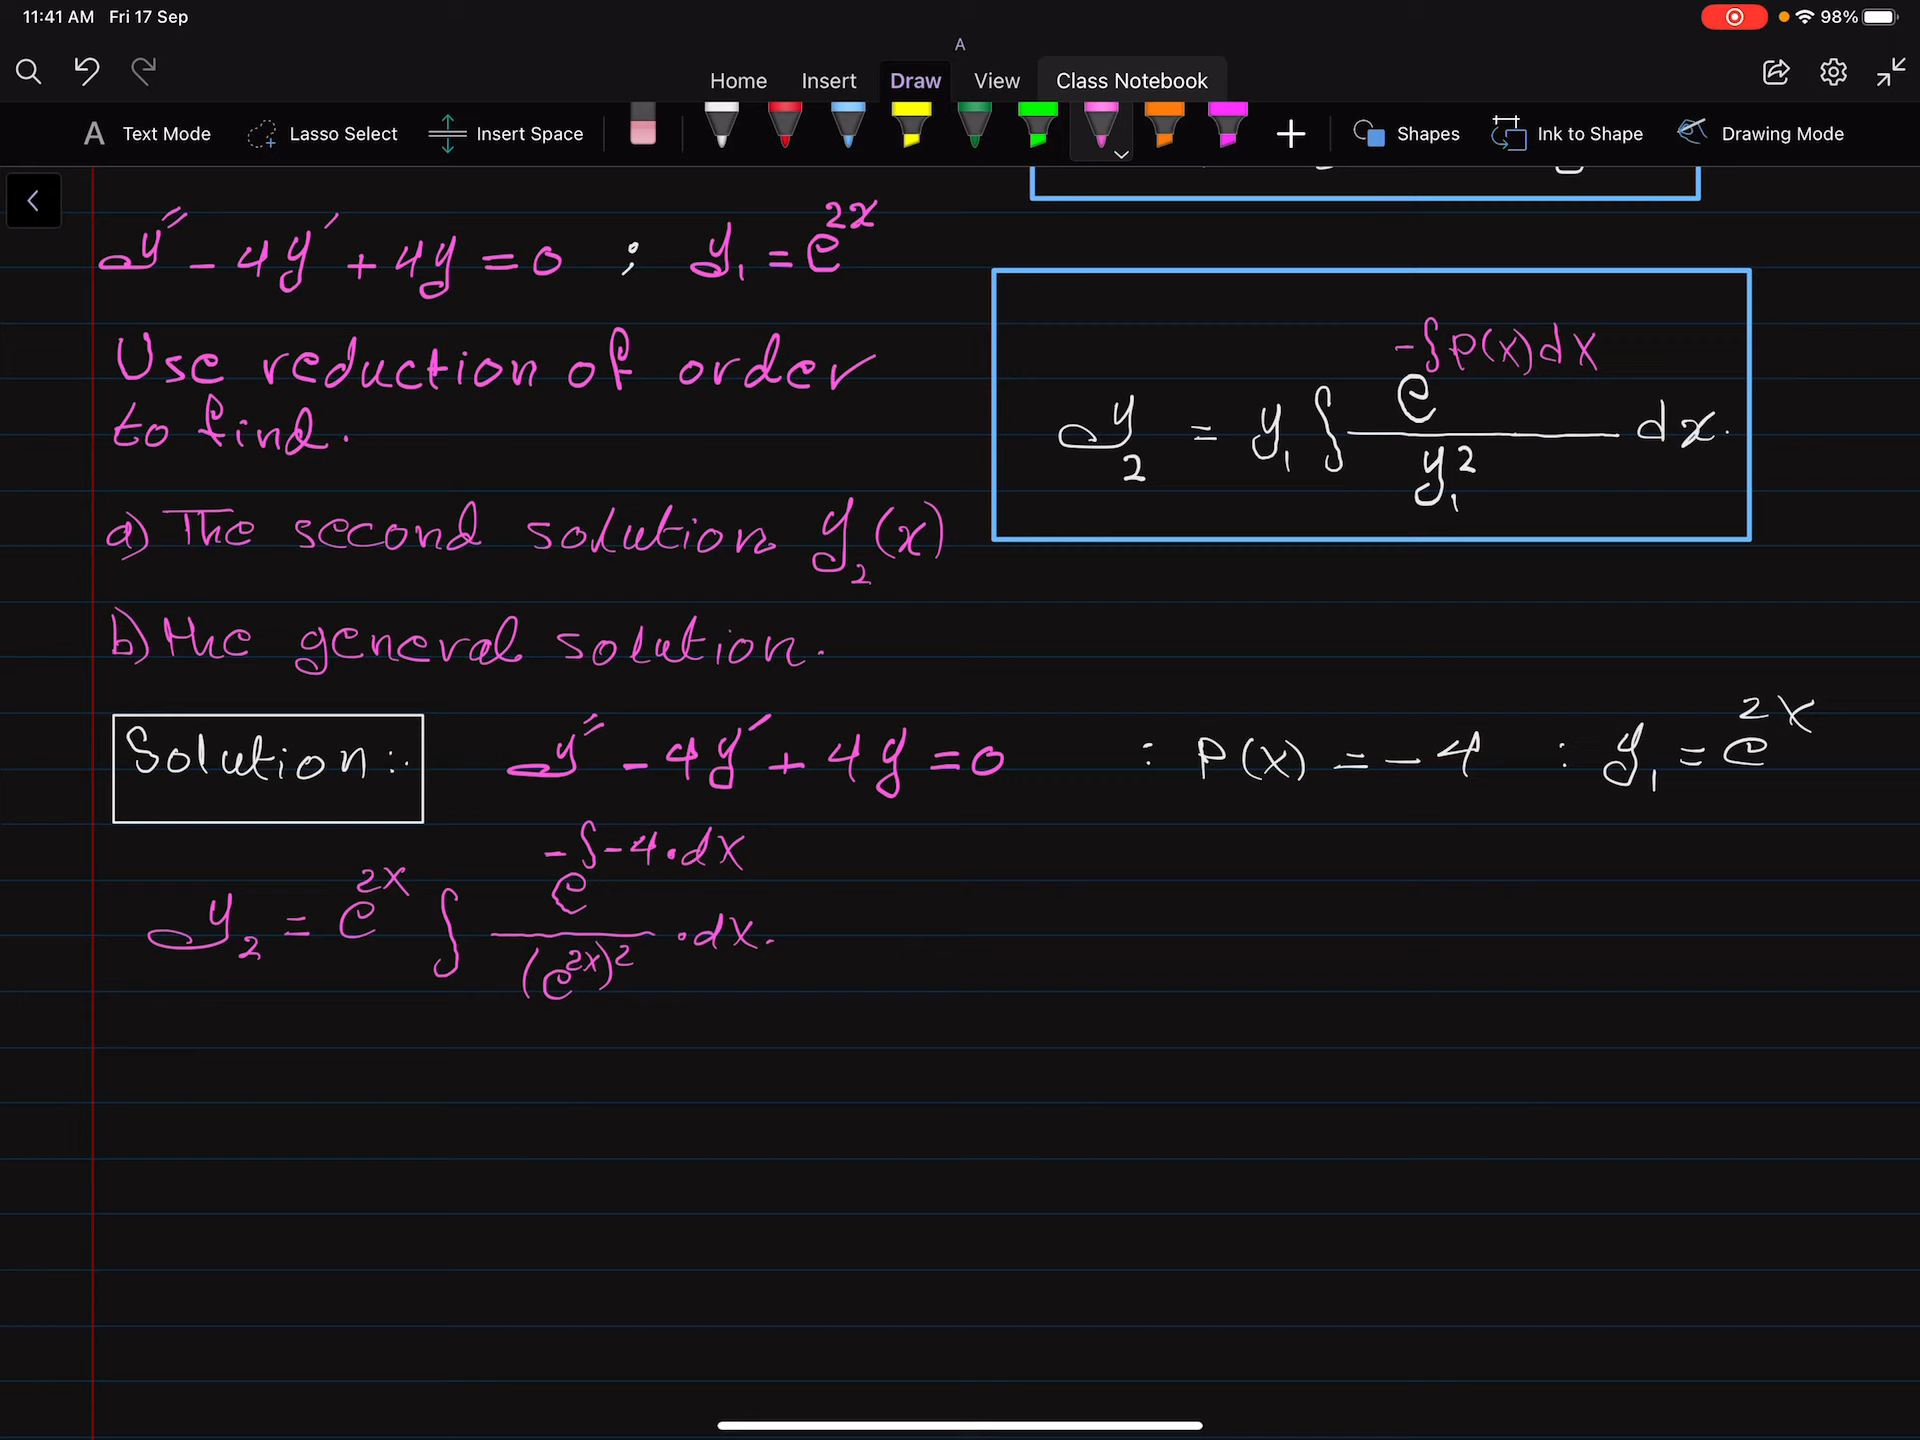 11:41 AM Fri 17 Sep 98%
A
Home Insert Draw View Class Notebook
A Text Mode Lasso Select Insert Space Shapes Ink to Shape Drawing Mode
y'' - 4y' + 4y = 0 ; y₁ = e^{2x}
Use reduction of order
to find.
a) The second solution y₂(x)
b) the general solution.
y₂ = y₁ ∫ e^{-∫P(x)dx} / y₁² dx.
Solution:- y'' - 4y' + 4y = 0 : P(x) = -4 : y₁ = e^{2x}
y₂ = e^{2x} ∫ e^{-∫-4·dx} / (e^{2x})² ·dx.